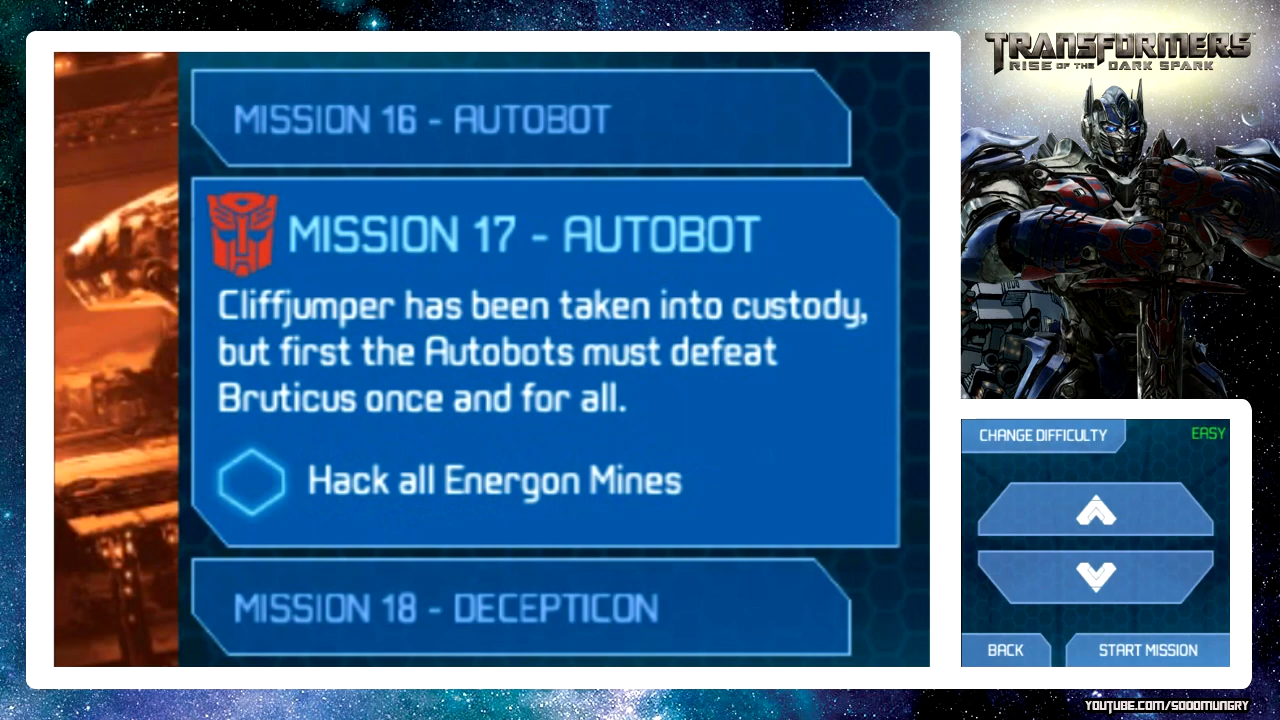 MISSION 16 - AUTOBOT
MISSION 17 - AUTOBOT
Cliffjumper has been taken into custody,
but first the Autobots must defeat
Bruticus once and for all.
Hack all Energon Mines
MISSION 18 - DECEPTICON
TRANSFORMERS
RISE OF THE DARK SPARK
CHANGE DIFFICULTY
EASY
BACK
START MISSION
YOUTUBE.COM/SOOOMUNGRY